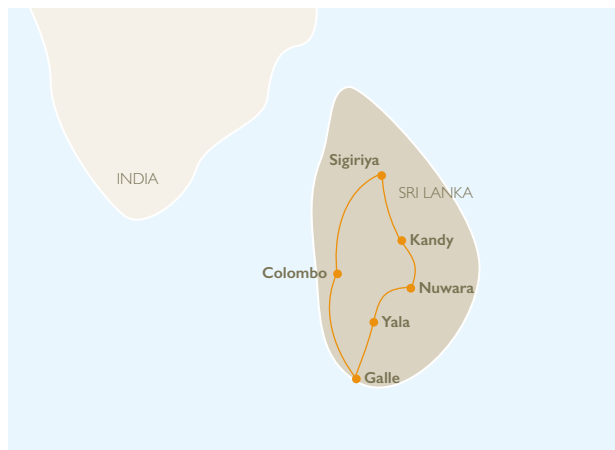 Sigiriya
INDIA
SRI LANKA
Kandy
Colombo
Nuwara
Yala
Galle